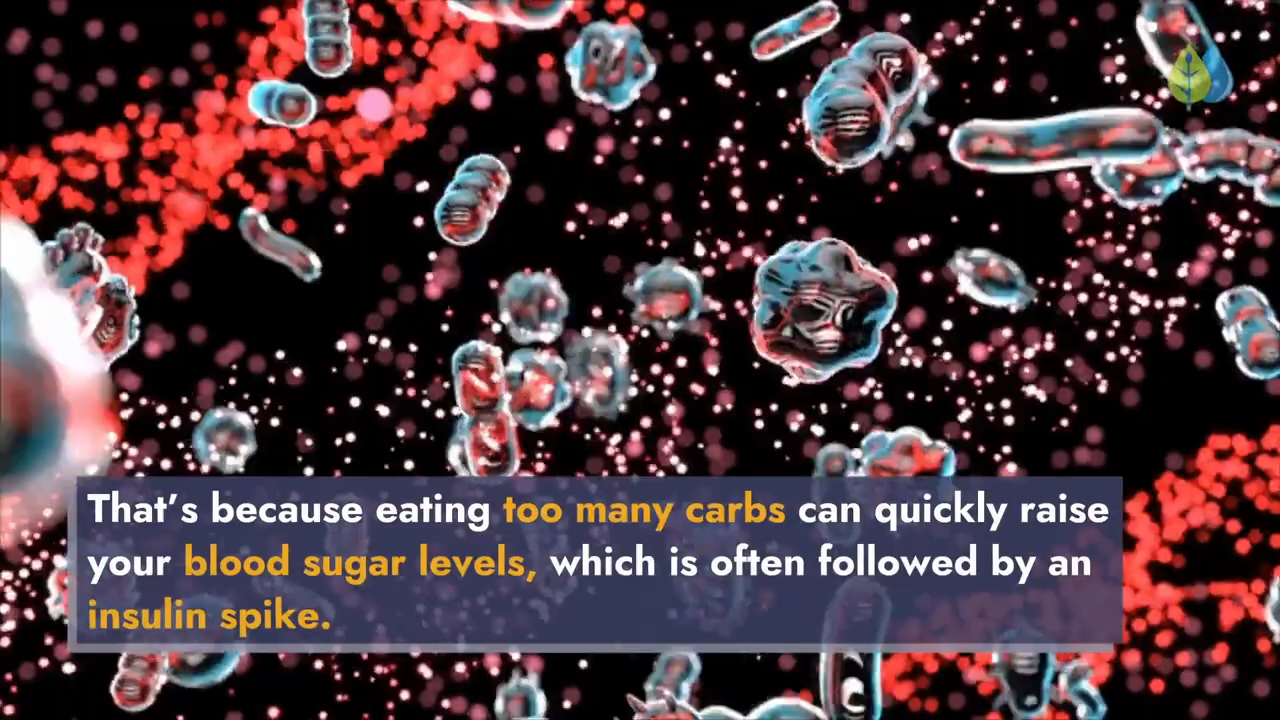 That's because eating too many carbs can quickly raise
your blood sugar levels, which is often followed by an
insulin spike.